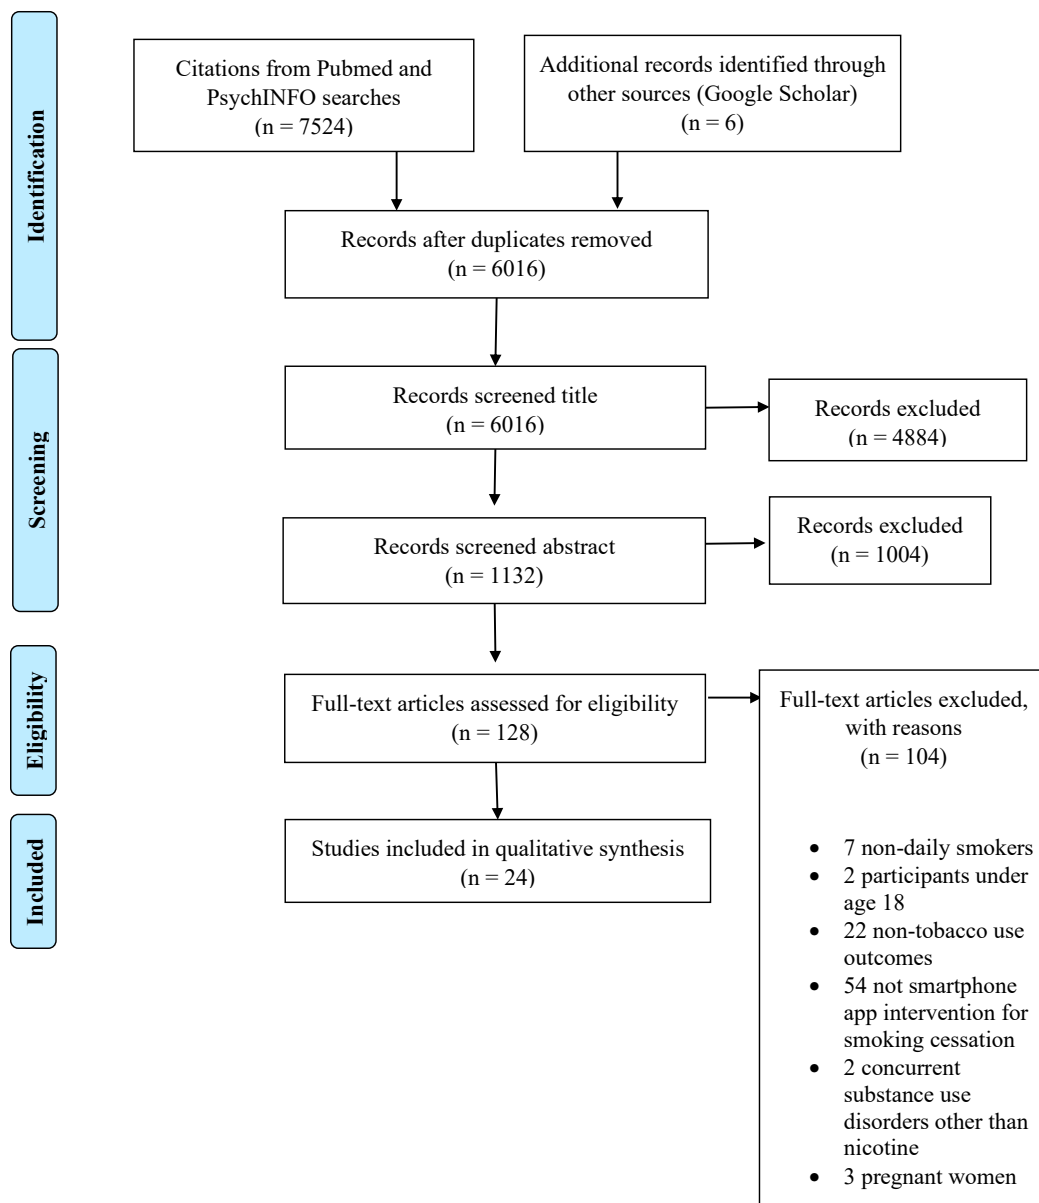 Identification
Citations from Pubmed and
PsychINFO searches
(n = 7524)
Additional records identified through
other sources (Google Scholar)
(n = 6)
Records after duplicates removed
(n = 6016)
Screening
Records screened title
(n = 6016)
Records excluded
(n = 4884)
Records screened abstract
(n = 1132)
Records excluded
(n = 1004)
Eligibility
Full-text articles assessed for eligibility
(n = 128)
Full-text articles excluded,
with reasons
(n = 104)
• 7 non-daily smokers
• 2 participants under
age 18
• 22 non-tobacco use
outcomes
• 54 not smartphone
app intervention for
smoking cessation
• 2 concurrent
substance use
disorders other than
nicotine
• 3 pregnant women
Included
Studies included in qualitative synthesis
(n = 24)